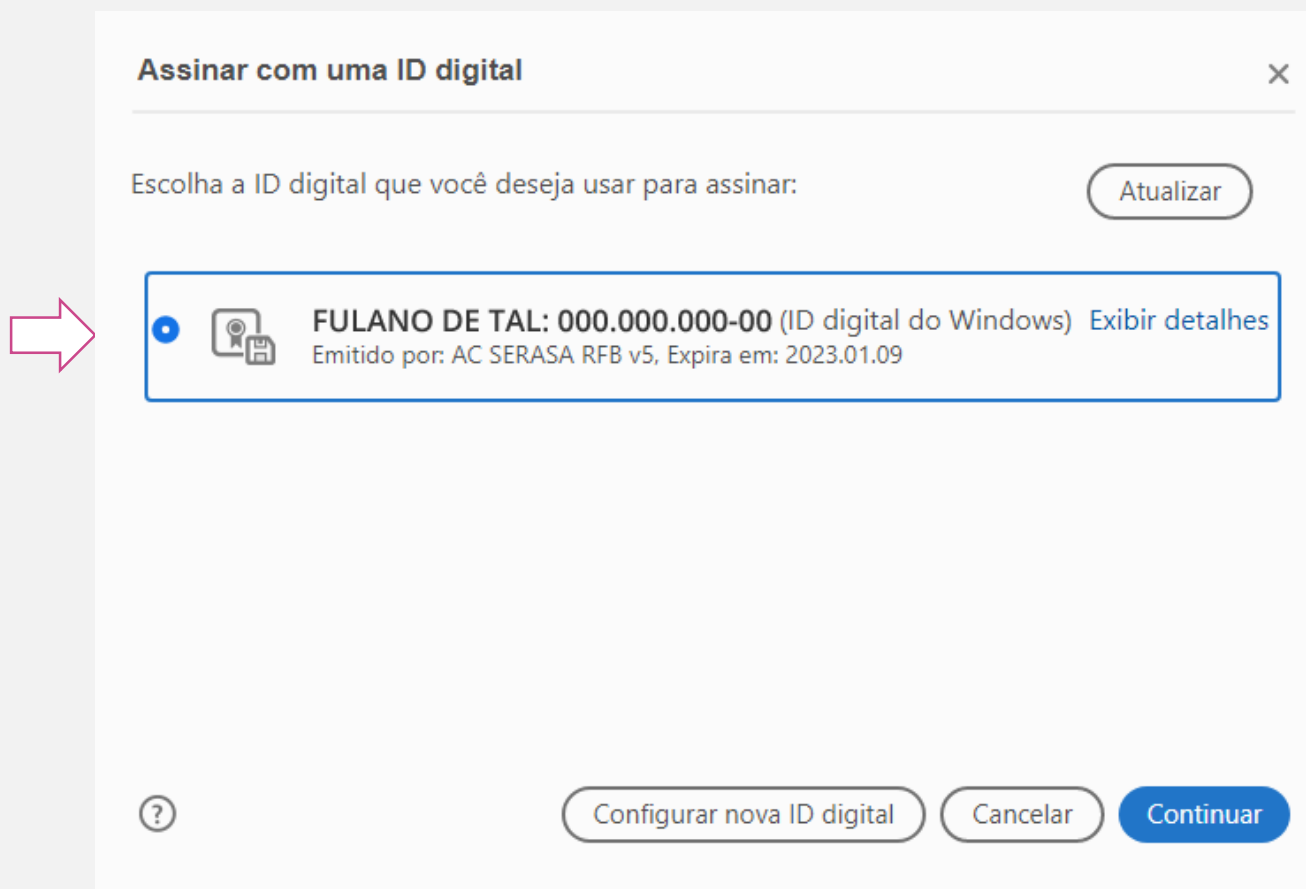 Assinar com uma ID digital
Escolha a ID digital que você deseja usar para assinar:
Atualizar
FULANO DE TAL: 000.000.000-00 (ID digital do Windows) Exibir detalhes
Emitido por: AC SERASA RFB v5, Expira em: 2023.01.09
?
Configurar nova ID digital
Cancelar
Continuar